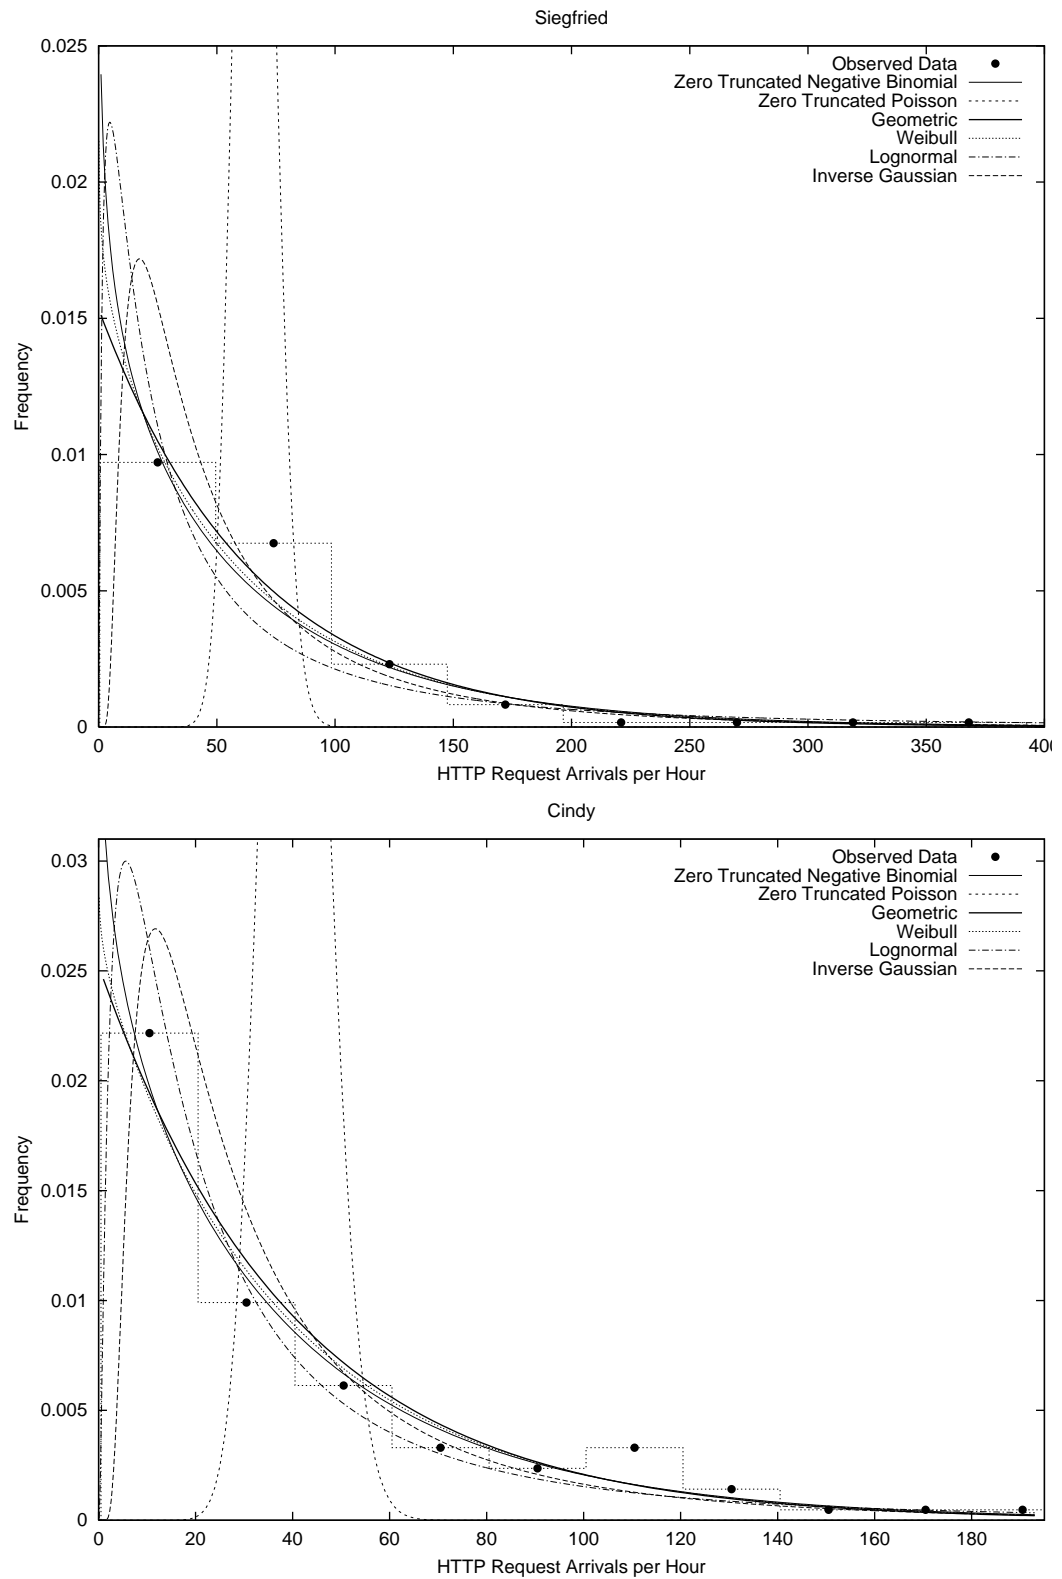 Siegfried
0.025
0.02
0.015
0.01
0.005
0
Frequency
Observed Data
Zero Truncated Negative Binomial
Zero Truncated Poisson
Geometric
Weibull
Lognormal
Inverse Gaussian
0 50 100 150 200 250 300 350 400
HTTP Request Arrivals per Hour
Cindy
0.03
0.025
0.02
0.015
0.01
0.005
0
Frequency
Observed Data
Zero Truncated Negative Binomial
Zero Truncated Poisson
Geometric
Weibull
Lognormal
Inverse Gaussian
0 20 40 60 80 100 120 140 160 180
HTTP Request Arrivals per Hour